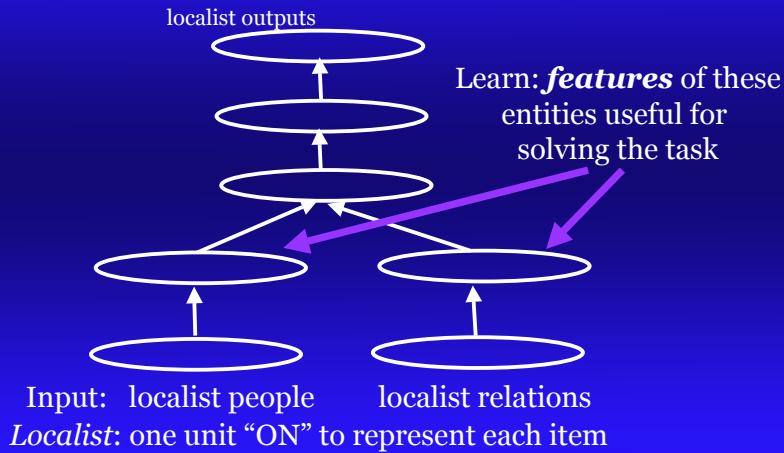 localist outputs
Learn: features of these
entities useful for
solving the task
Input: localist people localist relations
Localist: one unit “ON” to represent each item